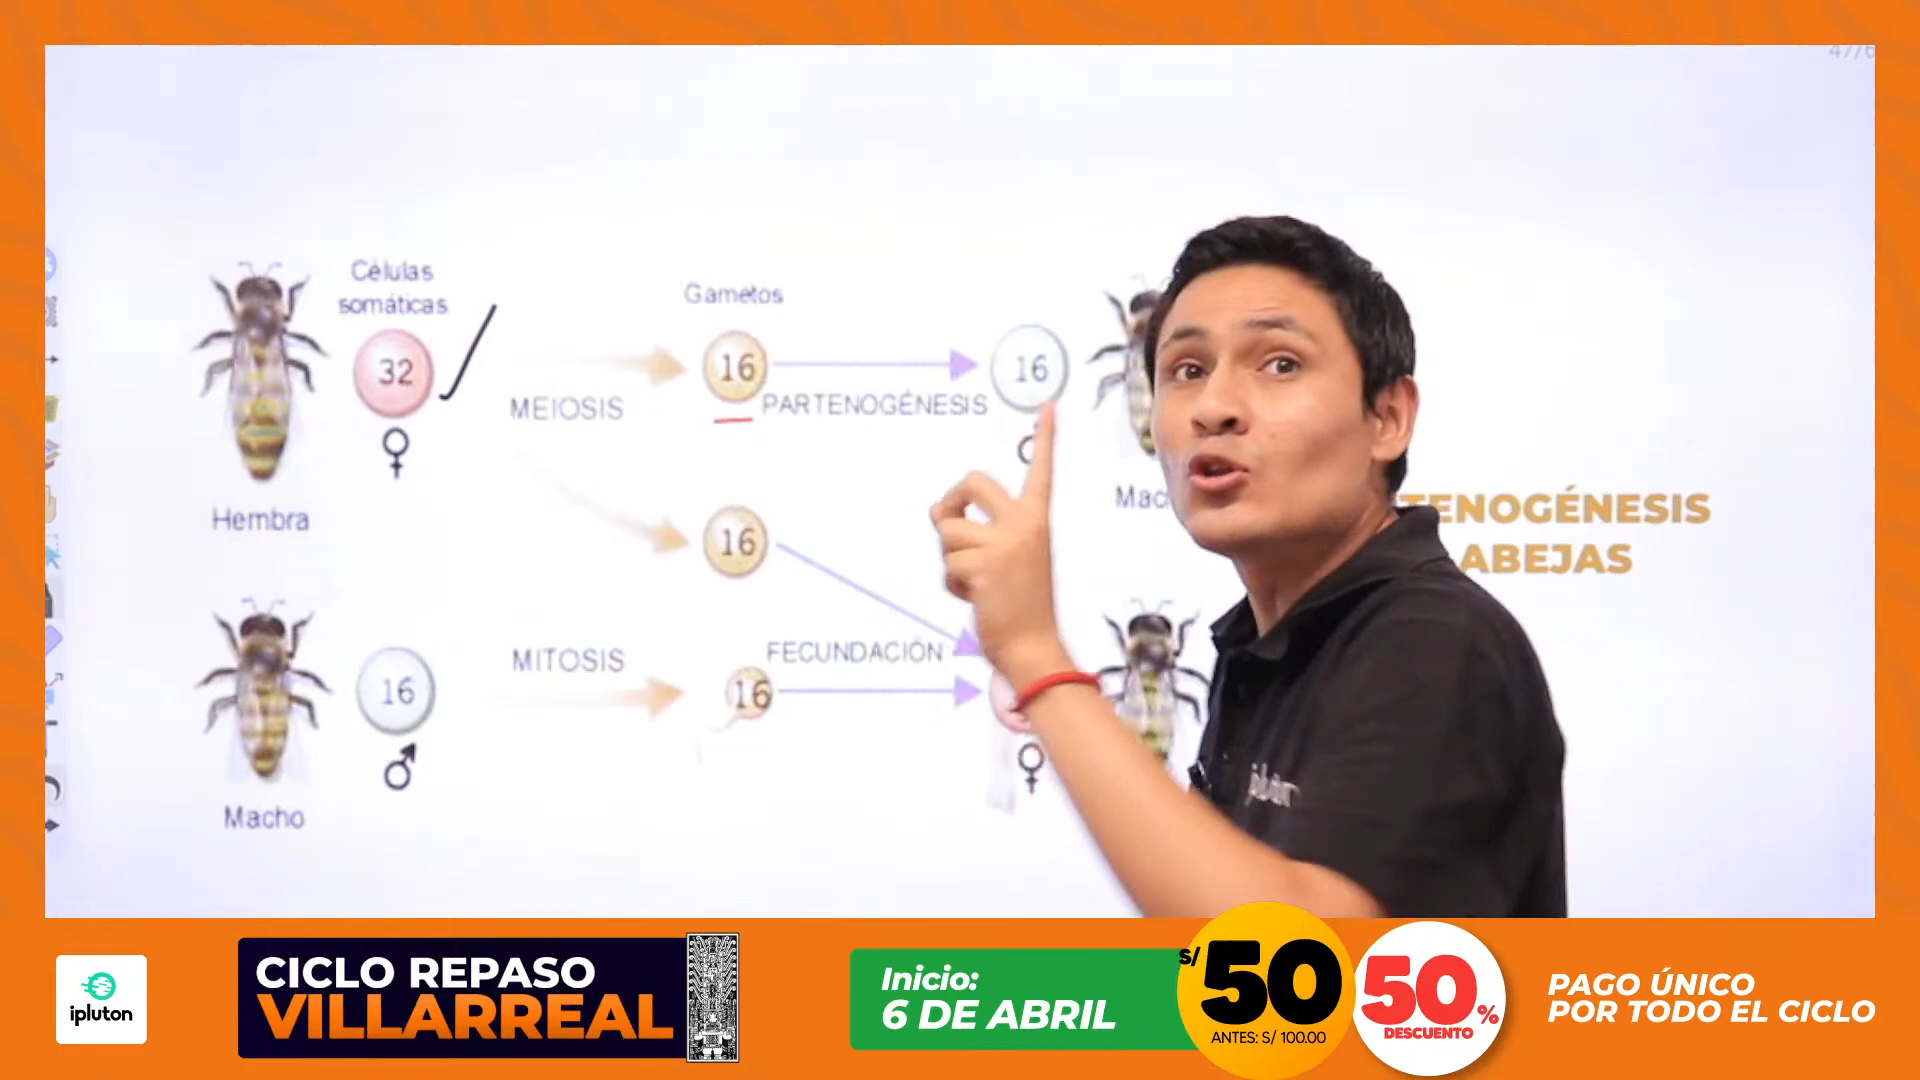 Células
somáticas
Gametos
32
16
16
MEIOSIS
PARTENOGÉNESIS
♀
Hembra
TENOGÉNESIS
ABEJAS
16
MITOSIS
FECUNDACIÓN
16
16
♂
♀
Macho
ipluton
CICLO REPASO
VILLARREAL
Inicio:
6 DE ABRIL
S/ 50
ANTES: S/ 100.00
50%
DESCUENTO
PAGO ÚNICO
POR TODO EL CICLO